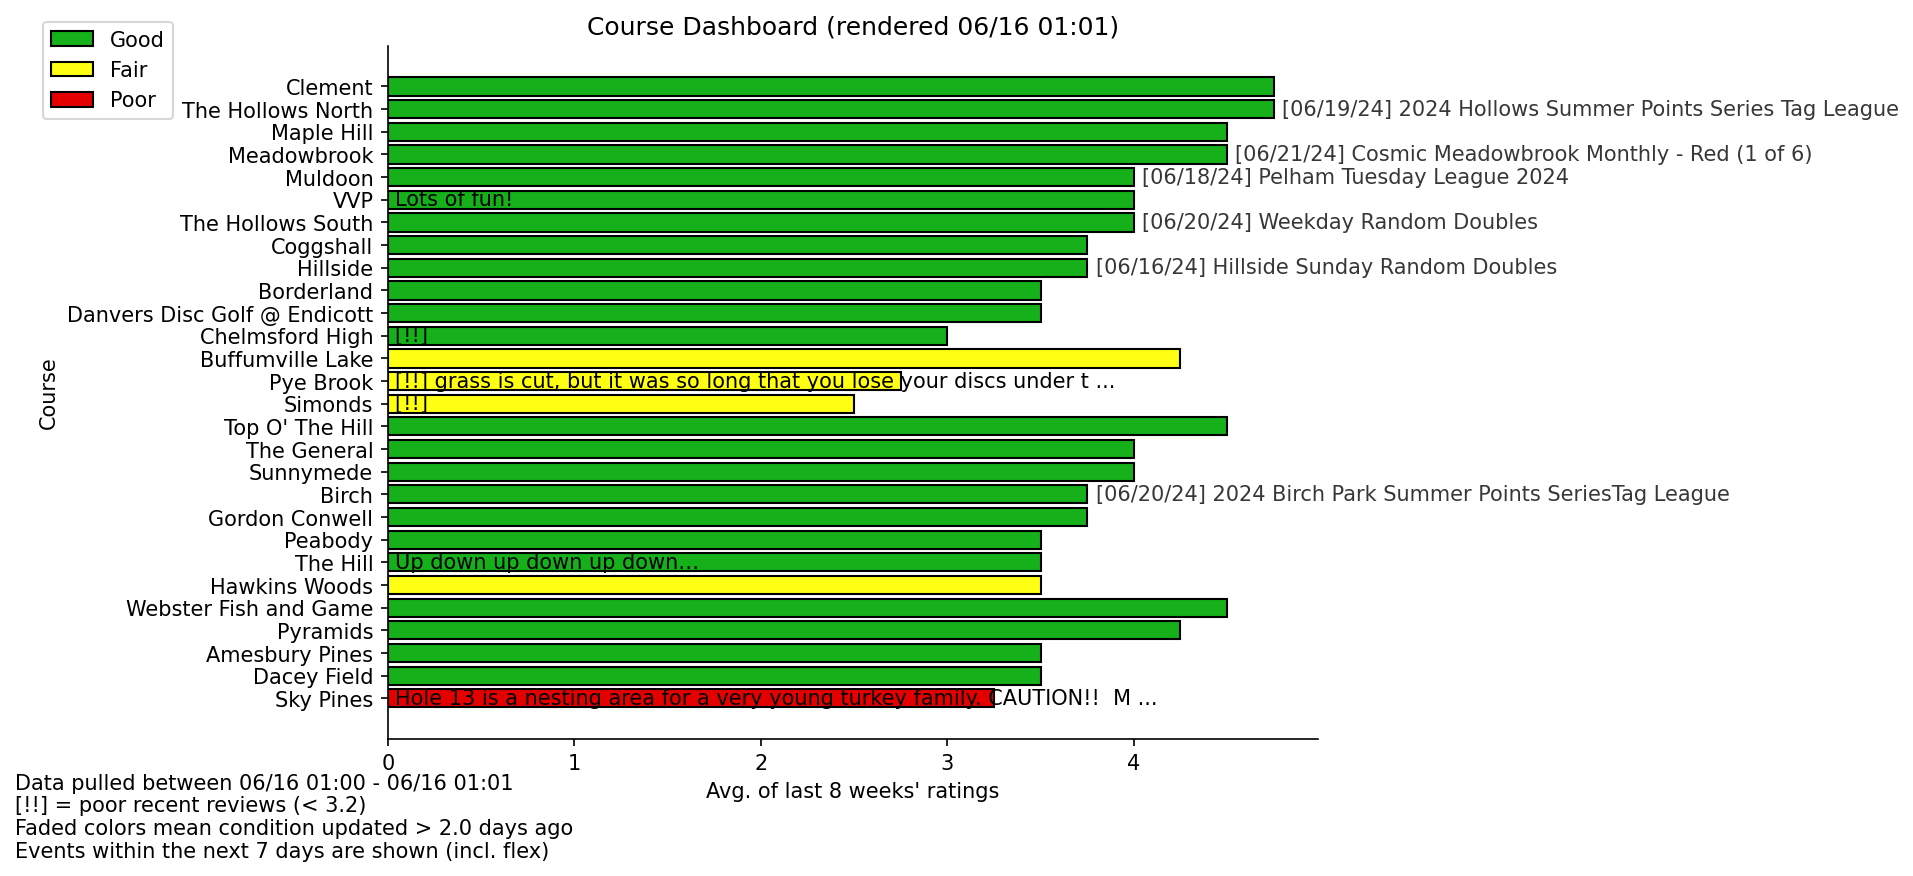 Course Dashboard (rendered 06/16 01:01)
Good
Fair
Poor
Clement
The Hollows North [06/19/24] 2024 Hollows Summer Points Series Tag League
Maple Hill
Meadowbrook [06/21/24] Cosmic Meadowbrook Monthly - Red (1 of 6)
Muldoon [06/18/24] Pelham Tuesday League 2024
VVP Lots of fun!
The Hollows South [06/20/24] Weekday Random Doubles
Coggshall
Hillside [06/16/24] Hillside Sunday Random Doubles
Borderland
Danvers Disc Golf @ Endicott
Chelmsford High [!!]
Buffumville Lake
Pye Brook [!!] grass is cut, but it was so long that you lose your discs under t ...
Simonds [!!]
Top O' The Hill
The General
Sunnymede
Birch [06/20/24] 2024 Birch Park Summer Points SeriesTag League
Gordon Conwell
Peabody
The Hill Up down up down up down...
Hawkins Woods
Webster Fish and Game
Pyramids
Amesbury Pines
Dacey Field
Sky Pines Hole 13 is a nesting area for a very young turkey family. CAUTION!!  M ...
Course
0 1 2 3 4
Avg. of last 8 weeks' ratings
Data pulled between 06/16 01:00 - 06/16 01:01
[!!] = poor recent reviews (< 3.2)
Faded colors mean condition updated > 2.0 days ago
Events within the next 7 days are shown (incl. flex)